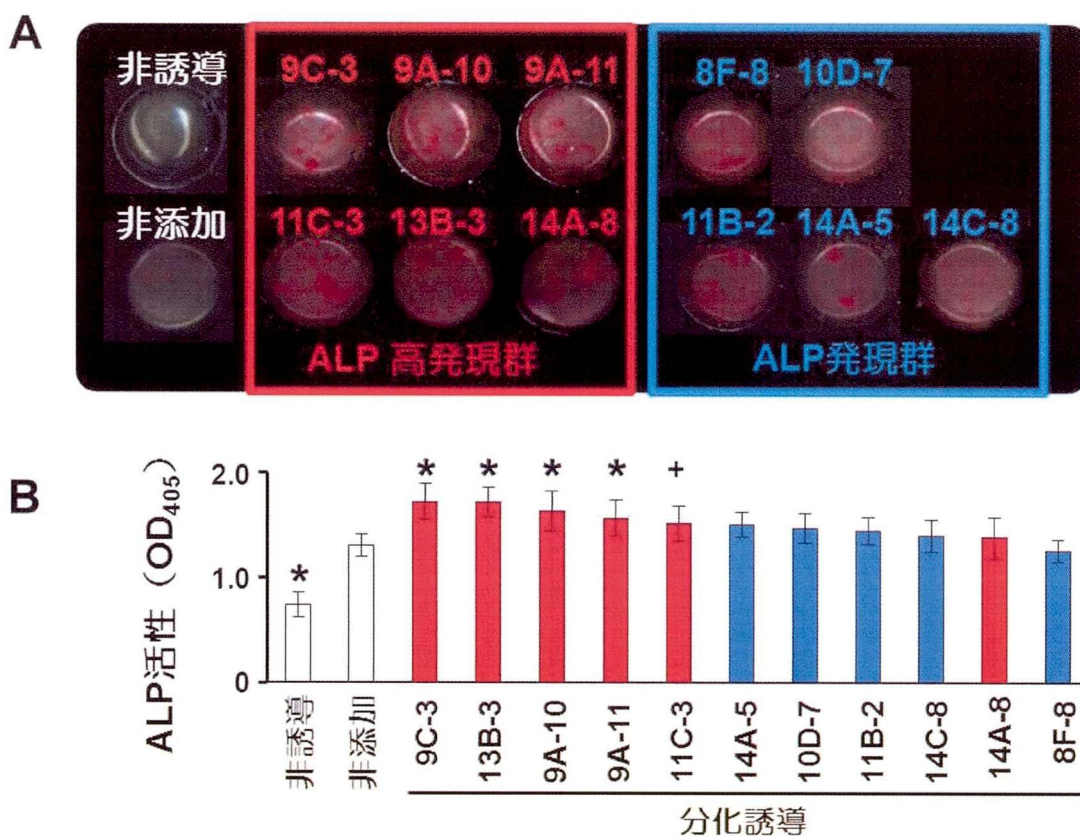 A
非誘導 9C-3 9A-10 9A-11 8F-8 10D-7
非添加 11C-3 13B-3 14A-8 11B-2 14A-5 14C-8
ALP 高発現群 ALP発現群
B
ALP活性（OD405）
2.0
1.0
0
* * * * * +
非誘導 非添加 9C-3 13B-3 9A-10 9A-11 11C-3 14A-5 10D-7 11B-2 14C-8 14A-8 8F-8
分化誘導